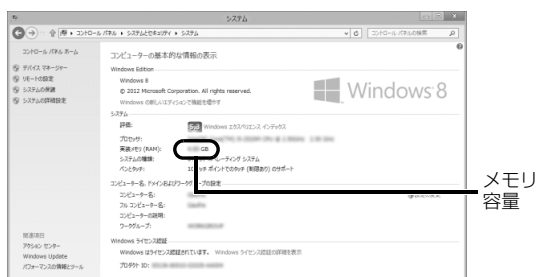 システム
コントロール パネル ▸ システムとセキュリティ ▸ システム
コントロール パネルの検索
コントロール パネル ホーム
デバイス マネージャー
リモートの設定
システムの保護
システムの詳細設定
コンピューターの基本的な情報の表示
Windows Edition
Windows 8
© 2012 Microsoft Corporation. All rights reserved.
Windows の新しいエディションで機能を増やす
Windows 8
システム
評価:
Windows エクスペリエンス インデックス
プロセッサ:
実装メモリ (RAM):
GB
システムの種類:
レーティング システム
ペンとタッチ:
ポイントでのタッチ (制限あり) のサポート
コンピューター名、ドメインおよびワークグループの設定
コンピューター名:
フル コンピューター名:
コンピューターの説明:
ワークグループ:
Windows ライセンス認証
Windows はライセンス認証されています。 Windows ライセンス認証の詳細を表示
プロダクト ID:
関連項目
アクション センター
Windows Update
パフォーマンスの情報とツール
メモリ
容量